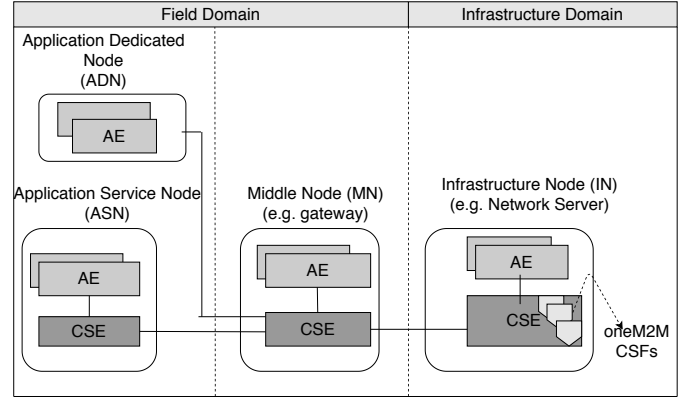 Field Domain
Infrastructure Domain
Application Dedicated
Node
(ADN)
AE
Application Service Node
(ASN)
AE
CSE
Middle Node (MN)
(e.g. gateway)
AE
CSE
Infrastructure Node (IN)
(e.g. Network Server)
AE
CSE
oneM2M
CSFs